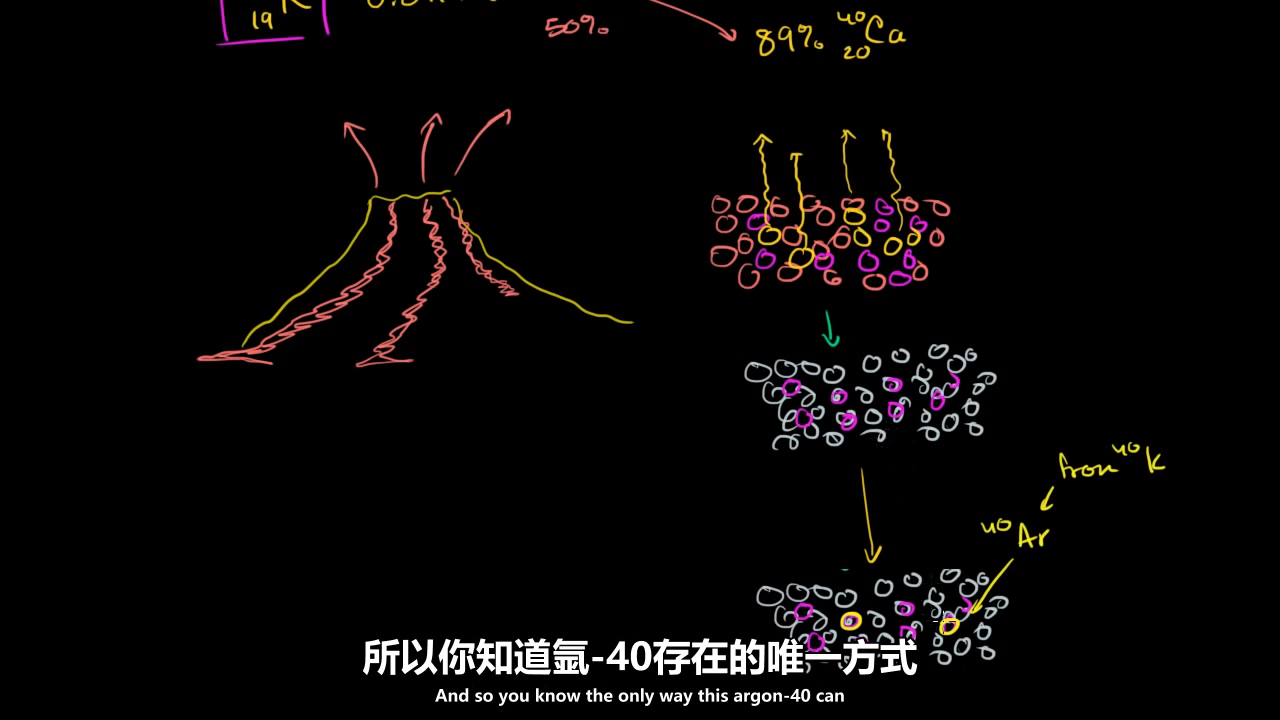 19 K
50%
89% 40 20 Ca
from 40 K
40 Ar
所以你知道氩-40存在的唯一方式
And so you know the only way this argon-40 can